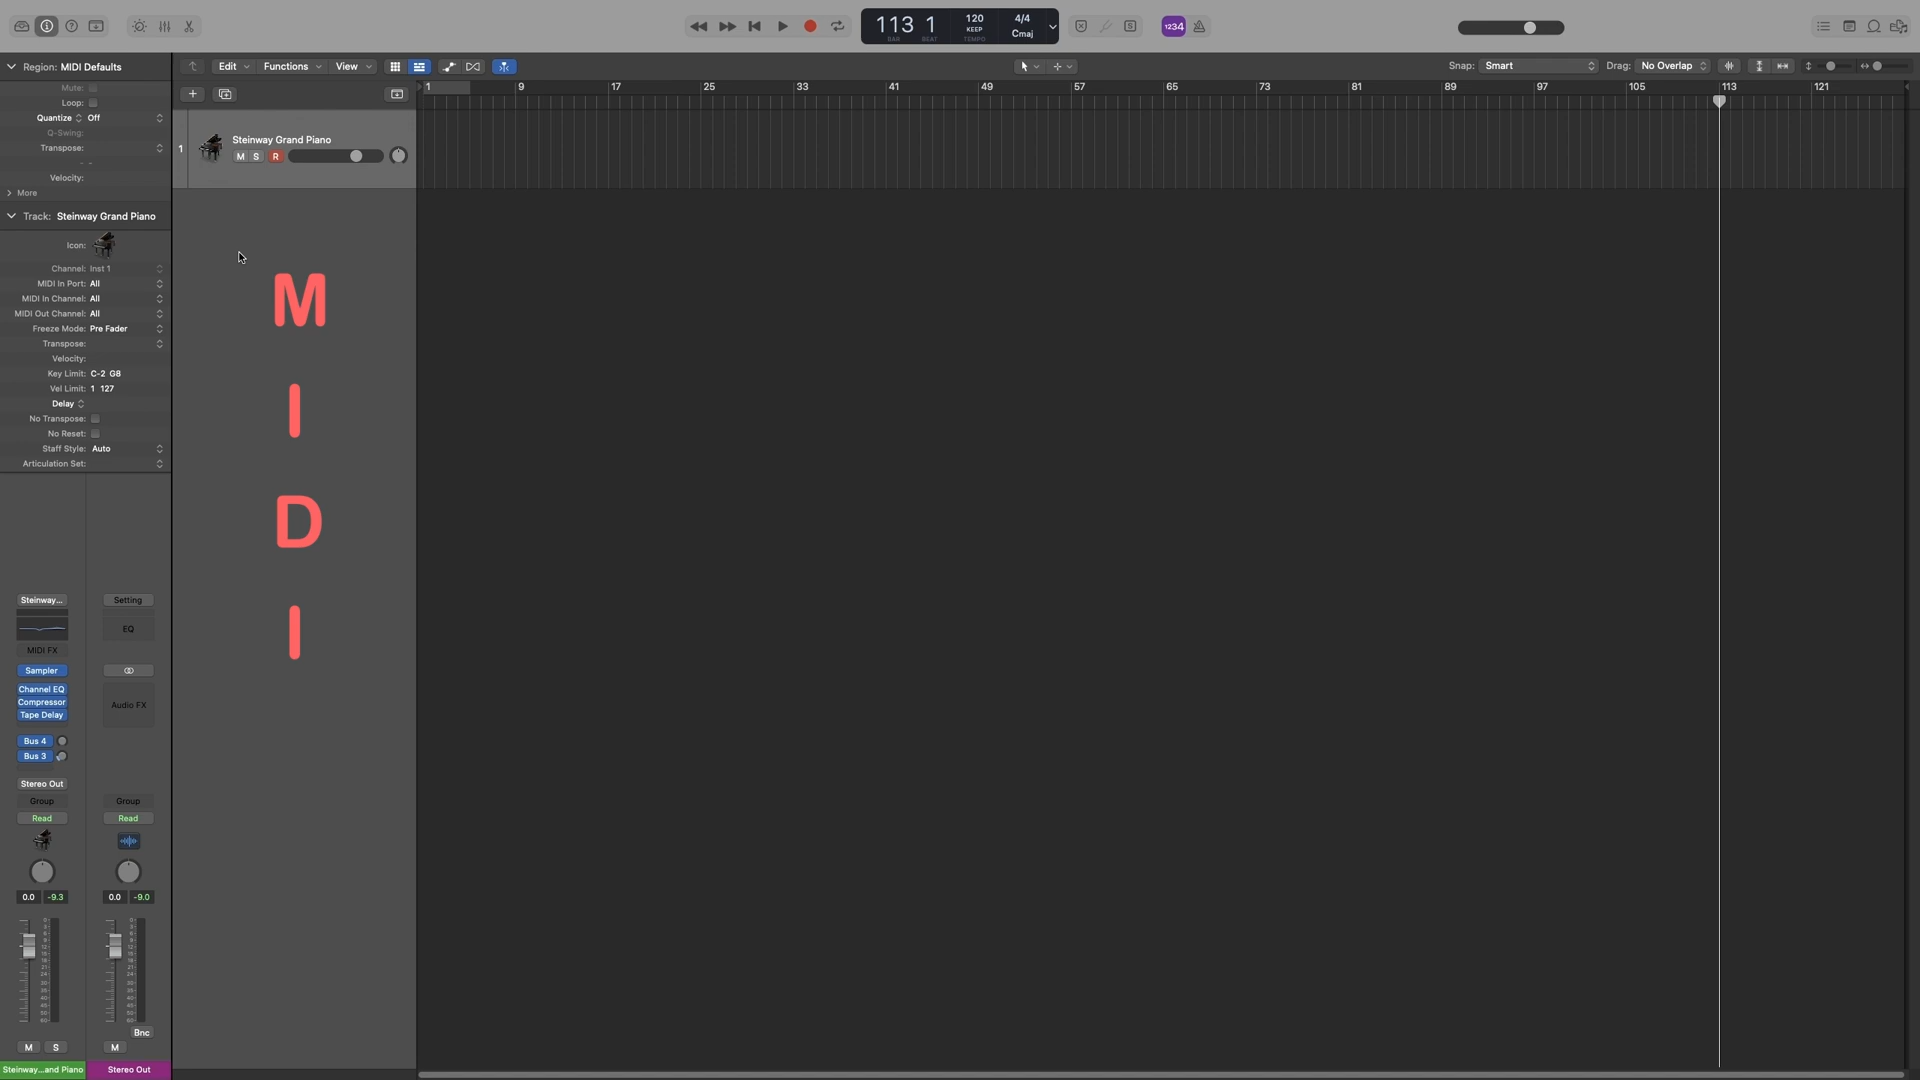 113 1
BAR BEAT
120
KEEP
TEMPO
4/4
Cmaj
1234
Region: MIDI Defaults
Mute:
Loop:
Quantize Off
Q-Swing:
Transpose:
Velocity:
More
Track: Steinway Grand Piano
Icon:
Channel: Inst 1
MIDI In Port: All
MIDI In Channel: All
MIDI Out Channel: All
Freeze Mode: Pre Fader
Transpose:
Velocity:
Key Limit: C-2 G8
Vel Limit: 1 127
Delay
No Transpose:
No Reset:
Staff Style: Auto
Articulation Set:
Edit Functions View
Snap: Smart Drag: No Overlap
1 9 17 25 33 41 49 57 65 73 81 89 97 105 113 121
1
Steinway Grand Piano
M S R
M
I
D
I
Steinway...
MIDI FX
Sampler
Channel EQ
Compressor
Tape Delay
Bus 4
Bus 3
Stereo Out
Group
Read
0.0 -9.3
M S
Steinway...and Piano
Setting
EQ
Audio FX
Group
Read
0.0 -9.0
Bnc
M
Stereo Out